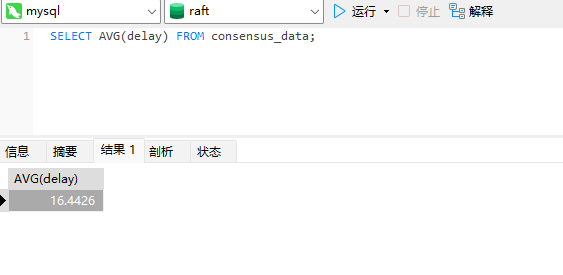 mysql raft 运行 停止 解释
1 SELECT AVG(delay) FROM consensus_data;
信息 摘要 结果 1 剖析 状态
AVG(delay)
16.4426